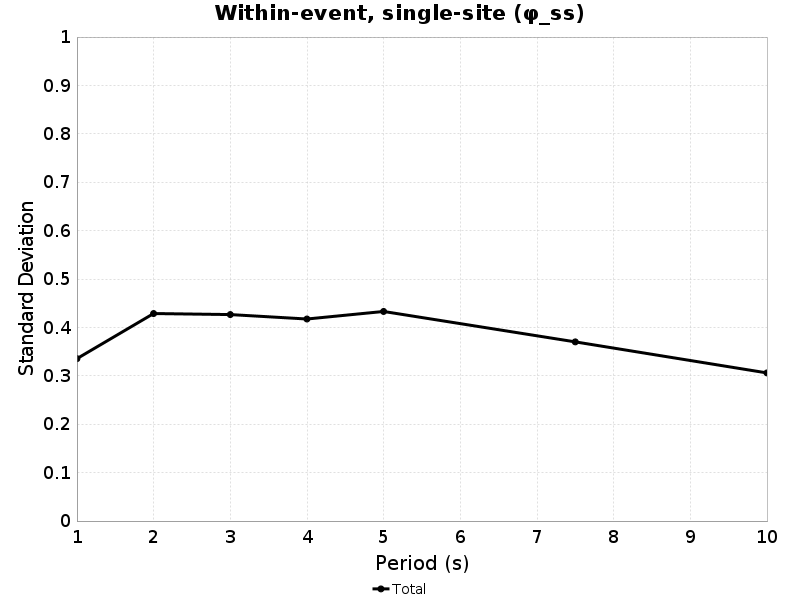 Within-event, single-site (φ_ss)
1
0.9
0.8
0.7
0.6
0.5
0.4
0.3
0.2
0.1
0
Standard Deviation
1 2 3 4 5 6 7 8 9 10
Period (s)
Total